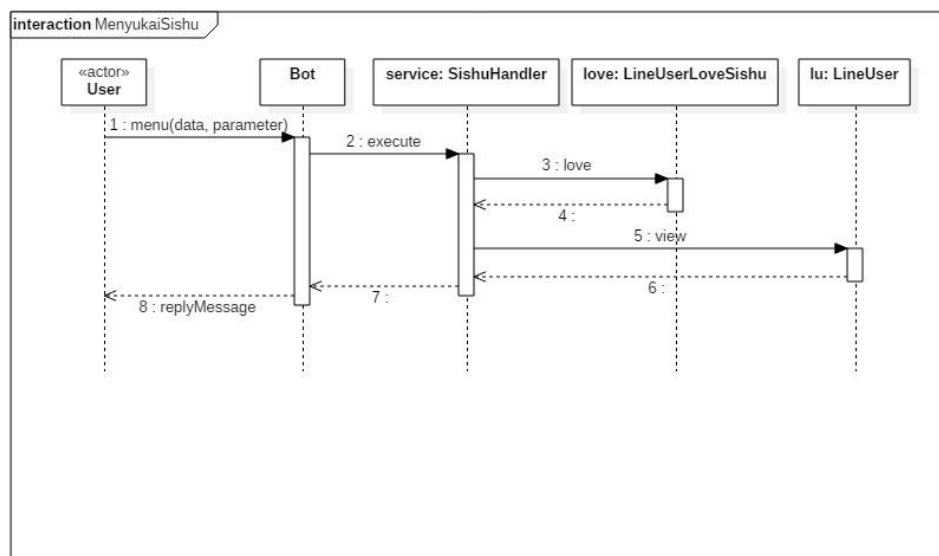 interaction MenyukaiSishu
«actor»
User
Bot
service: SishuHandler
love: LineUserLoveSishu
lu: LineUser
1 : menu(data, parameter)
2 : execute
3 : love
4 :
5 : view
6 :
7 :
8 : replyMessage